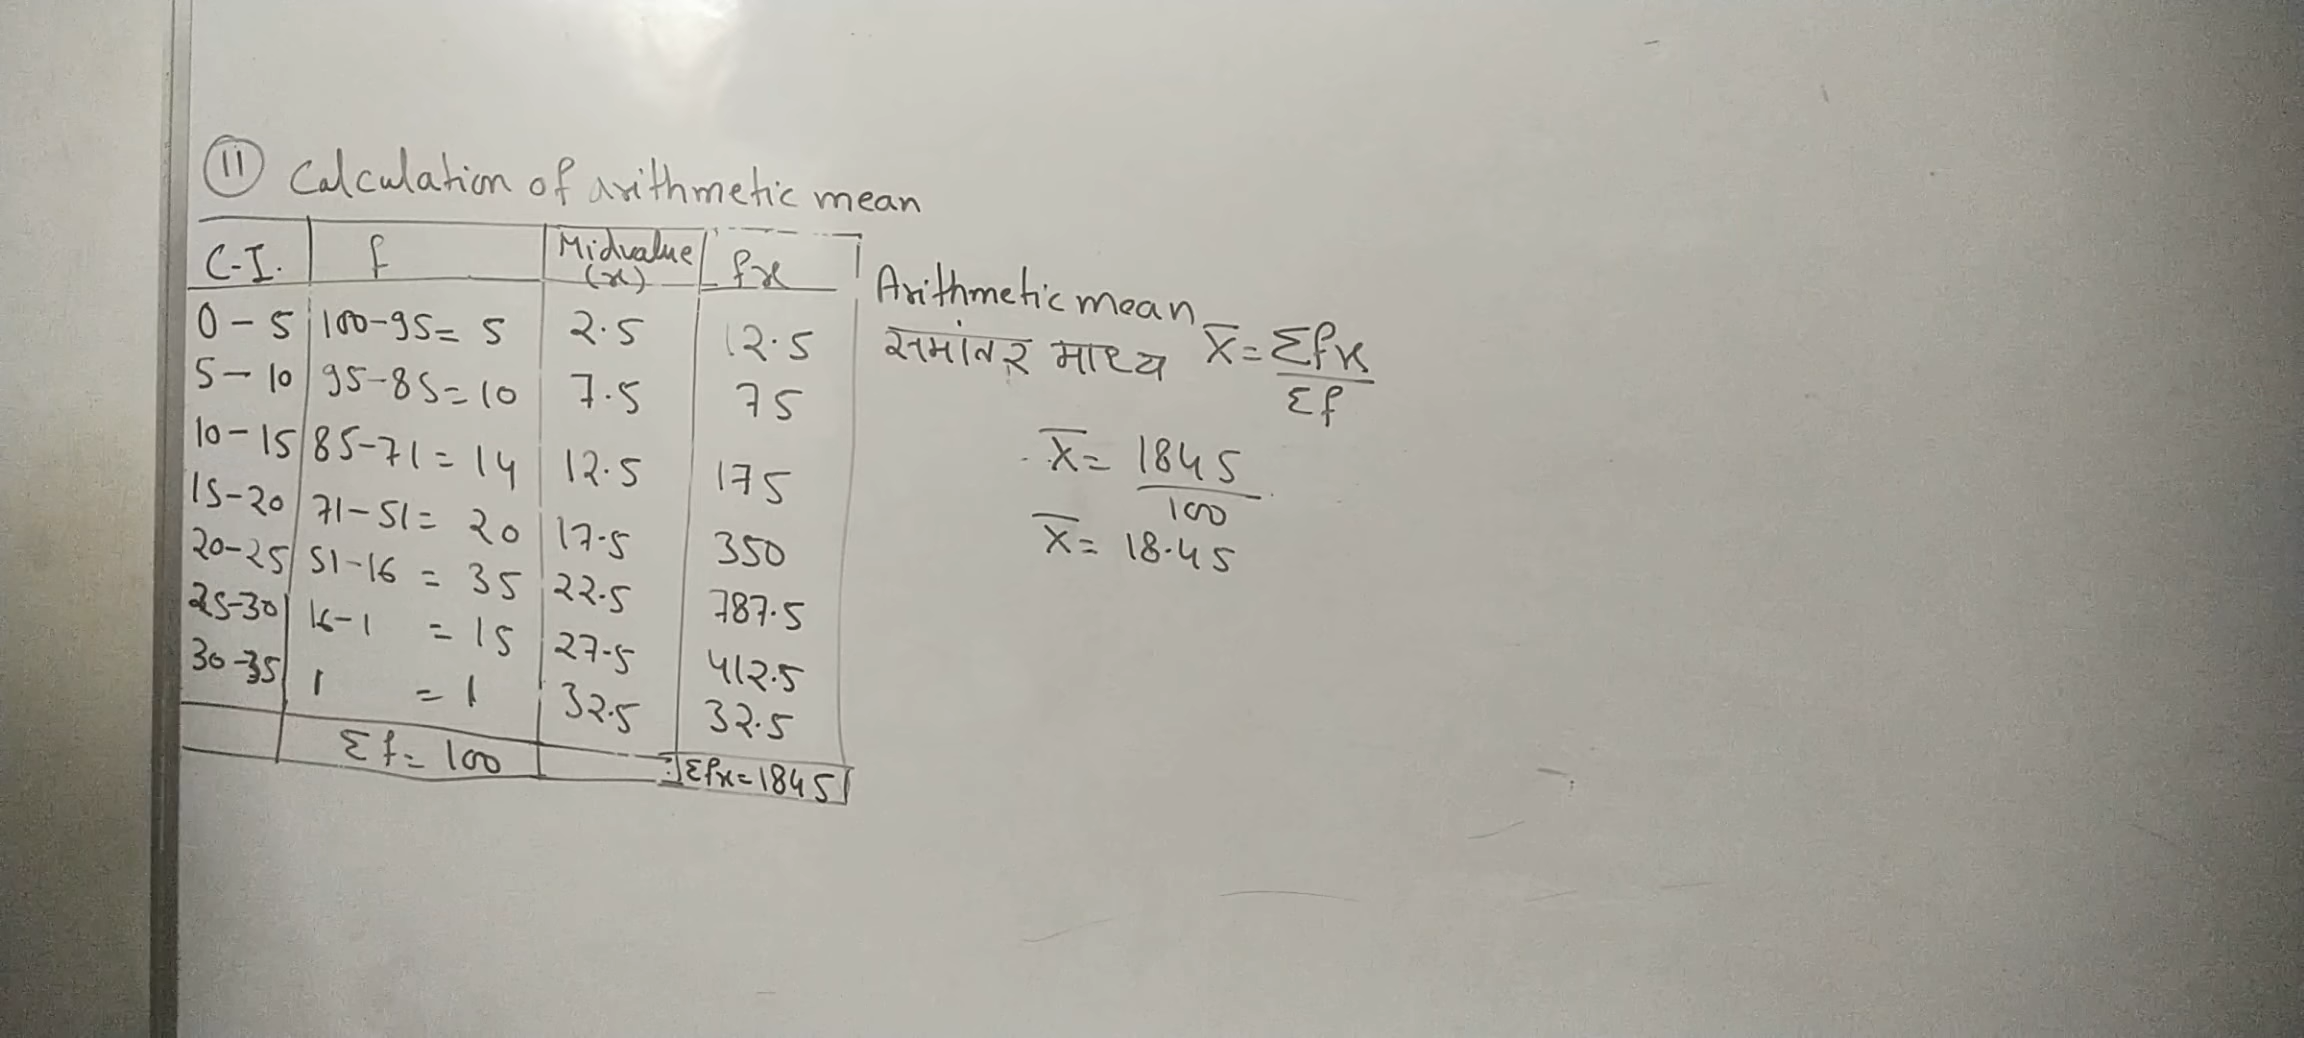 11 Calculation of arithmetic mean
C-I. f Midvalue (x) fx
0-5 100-95= 5 2.5 12.5
5-10 95-85=10 7.5 75
10-15 85-71=14 12.5 175
15-20 71-51= 20 17.5 350
20-25 51-16 = 35 22.5 787.5
25-30 16-1 = 15 27.5 412.5
30-35 1 = 1 32.5 32.5
Σf= 100 Σfx=1845
Arithmetic mean
समांतर माध्य X̄= Σfx
Σf
X̄= 1845
100
X̄= 18.45